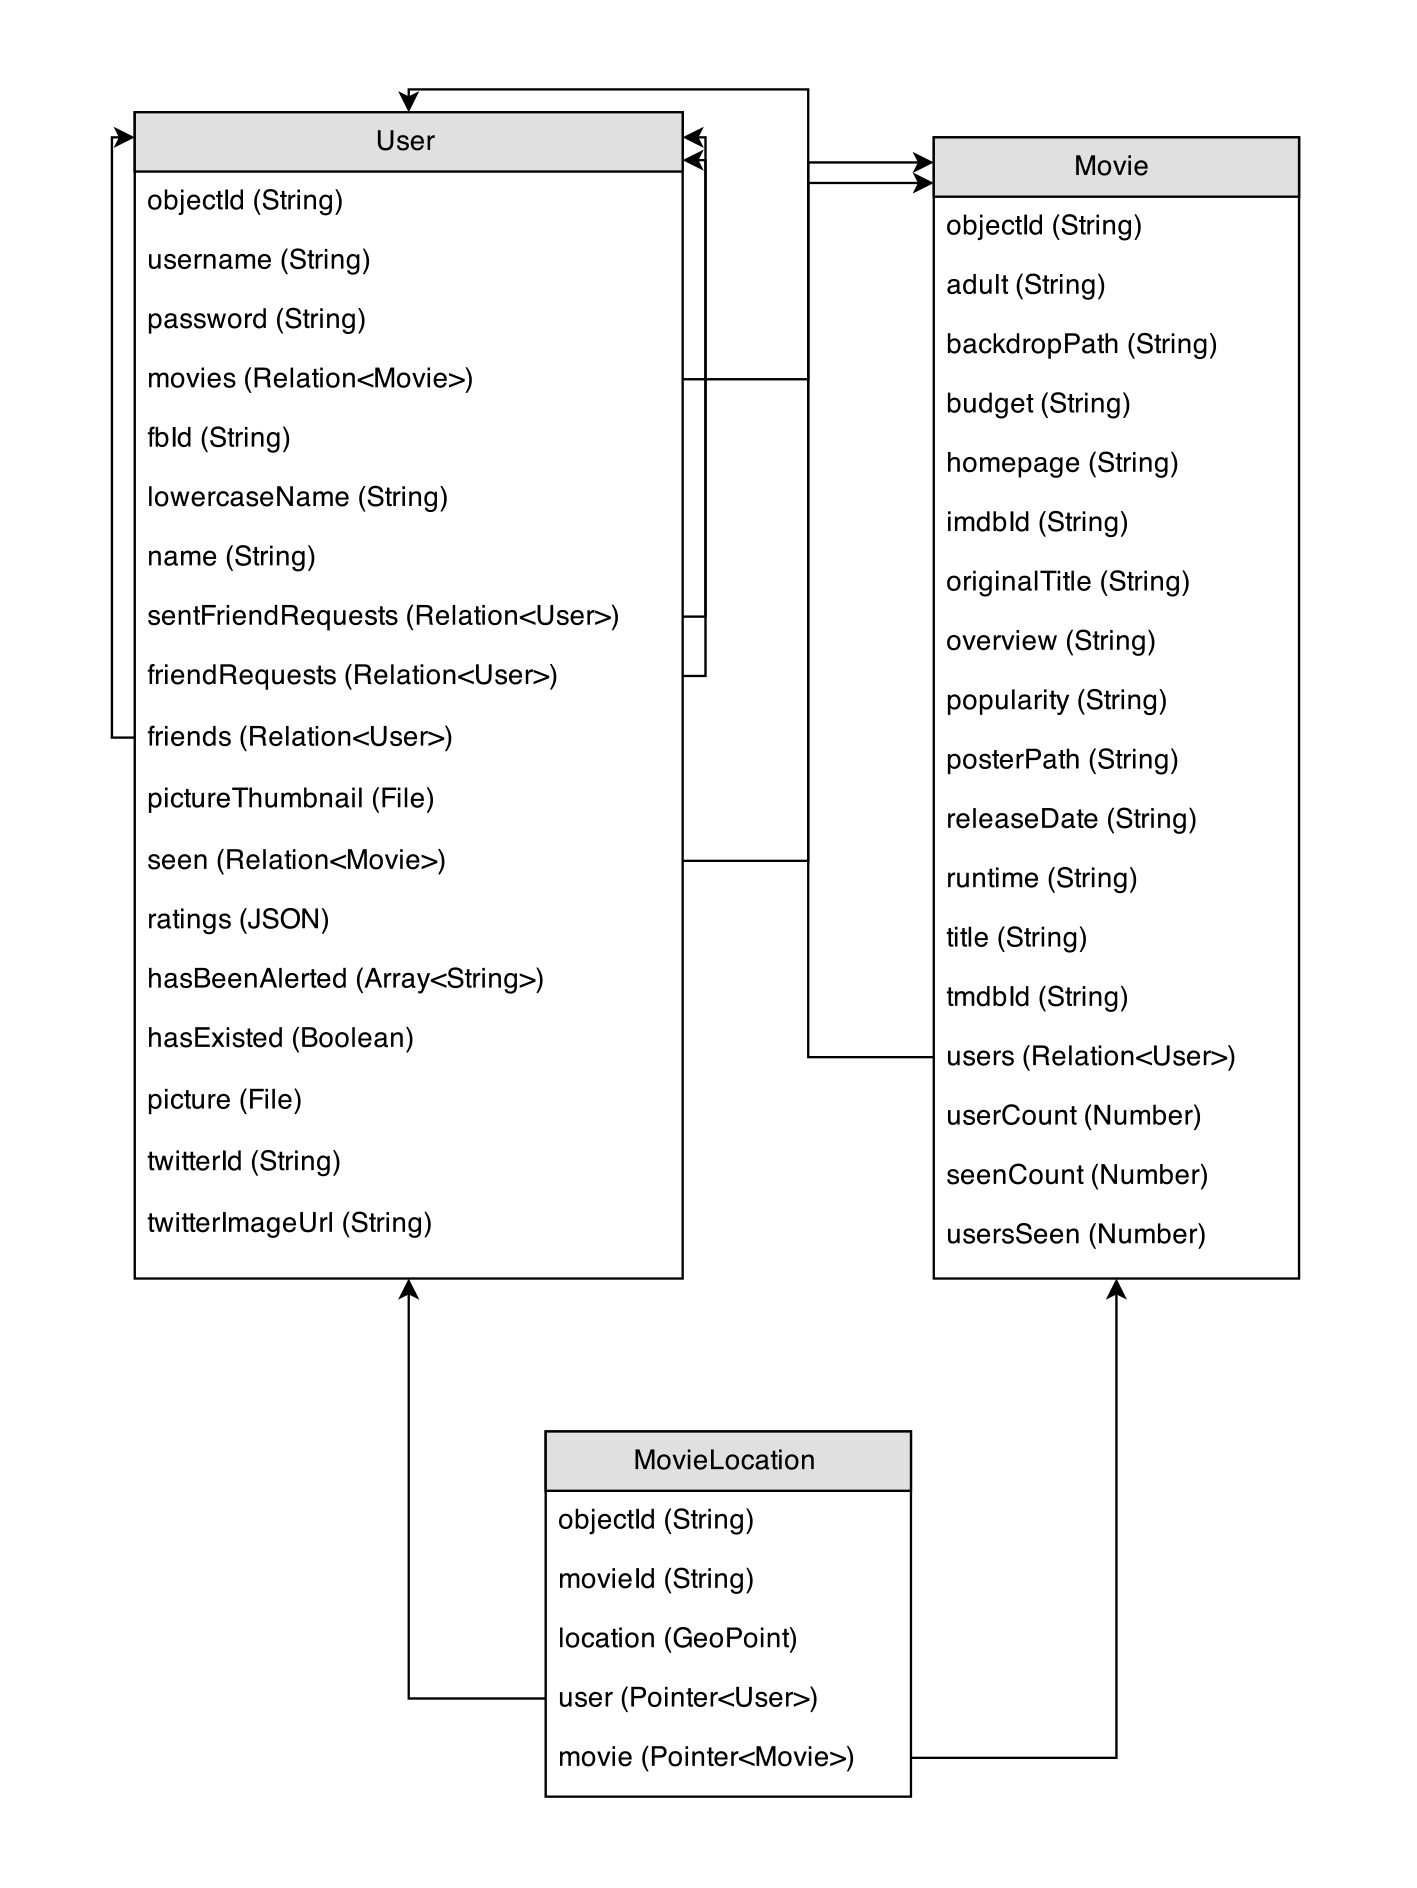 User
objectId (String)
username (String)
password (String)
movies (Relation<Movie>)
fbId (String)
lowercaseName (String)
name (String)
sentFriendRequests (Relation<User>)
friendRequests (Relation<User>)
friends (Relation<User>)
pictureThumbnail (File)
seen (Relation<Movie>)
ratings (JSON)
hasBeenAlerted (Array<String>)
hasExisted (Boolean)
picture (File)
twitterId (String)
twitterImageUrl (String)
Movie
objectId (String)
adult (String)
backdropPath (String)
budget (String)
homepage (String)
imdbId (String)
originalTitle (String)
overview (String)
popularity (String)
posterPath (String)
releaseDate (String)
runtime (String)
title (String)
tmdbId (String)
users (Relation<User>)
userCount (Number)
seenCount (Number)
usersSeen (Number)
MovieLocation
objectId (String)
movieId (String)
location (GeoPoint)
user (Pointer<User>)
movie (Pointer<Movie>)